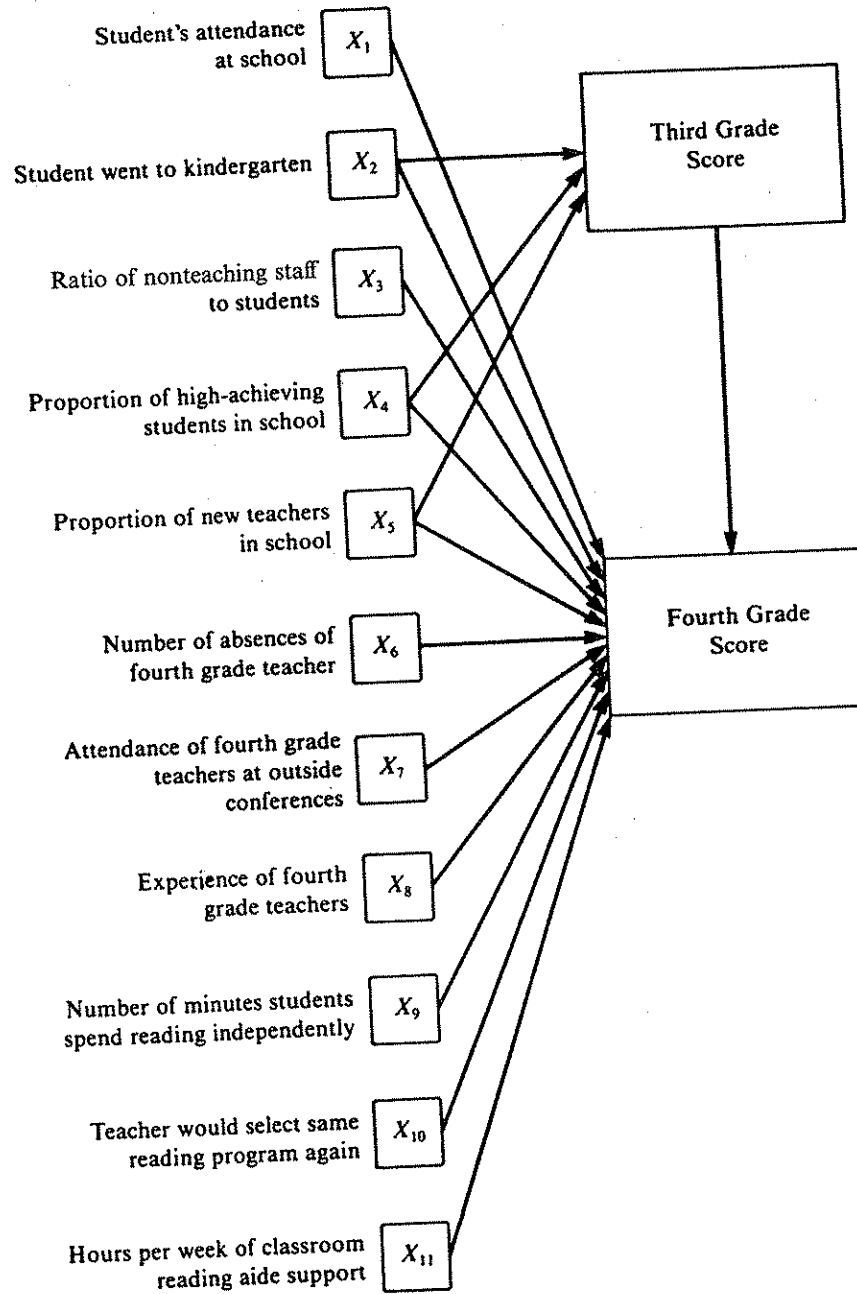 Student's attendance
at school
X₁
Third Grade
Score
Student went to kindergarten
X₂
Ratio of nonteaching staff
to students
X₃
Proportion of high-achieving
students in school
X₄
Proportion of new teachers
in school
X₅
Fourth Grade
Score
Number of absences of
fourth grade teacher
X₆
Attendance of fourth grade
teachers at outside
conferences
X₇
Experience of fourth
grade teachers
X₈
Number of minutes students
spend reading independently
X₉
Teacher would select same
reading program again
X₁₀
Hours per week of classroom
reading aide support
X₁₁